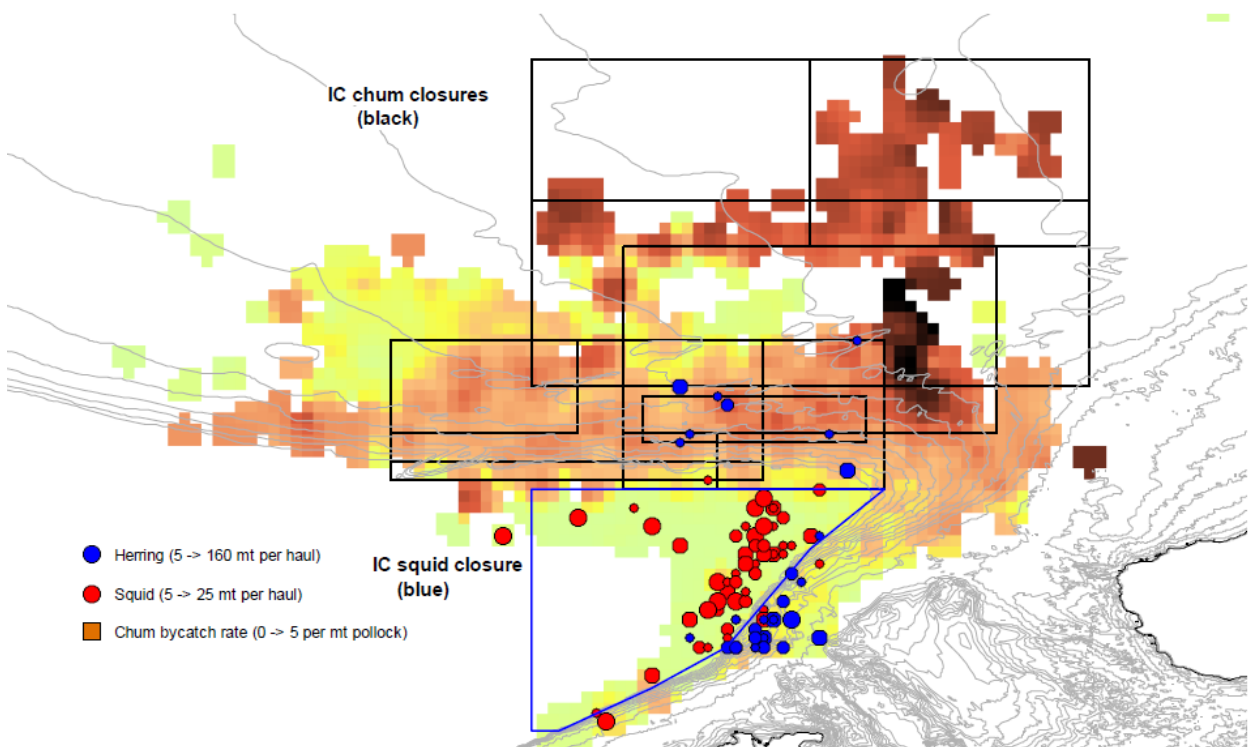 IC chum closures
(black)
IC squid closure
(blue)
Herring (5 -> 160 mt per haul)
Squid (5 -> 25 mt per haul)
Chum bycatch rate (0 -> 5 per mt pollock)